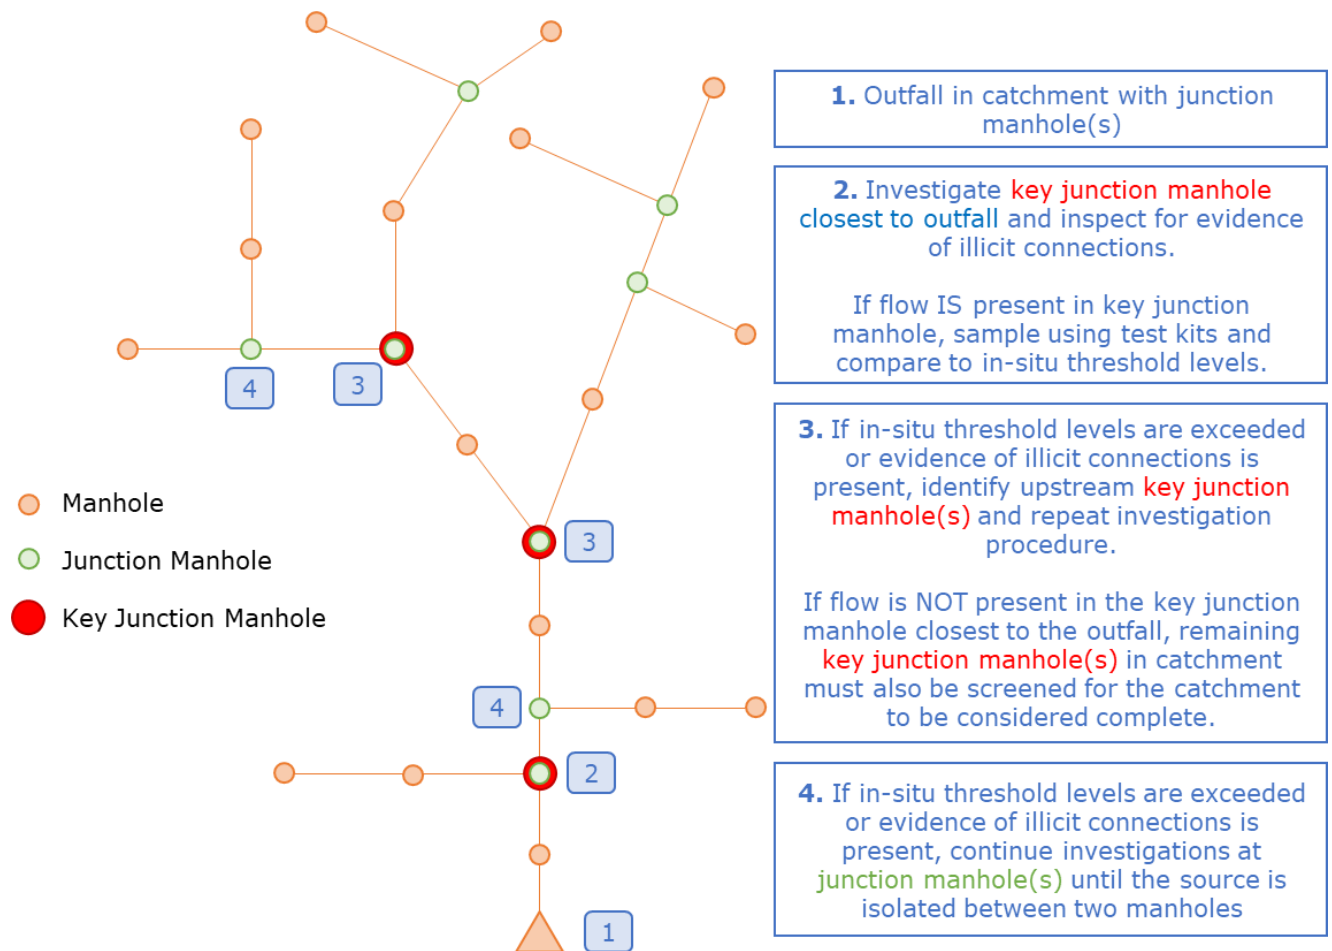 1. Outfall in catchment with junction
manhole(s)
2. Investigate key junction manhole
closest to outfall and inspect for evidence
of illicit connections.
If flow IS present in key junction
manhole, sample using test kits and
compare to in-situ threshold levels.
4
3
3. If in-situ threshold levels are exceeded
or evidence of illicit connections is
present, identify upstream key junction
manhole(s) and repeat investigation
procedure.
If flow is NOT present in the key junction
manhole closest to the outfall, remaining
key junction manhole(s) in catchment
must also be screened for the catchment
to be considered complete.
Manhole
Junction Manhole
Key Junction Manhole
3
4
2
4. If in-situ threshold levels are exceeded
or evidence of illicit connections is
present, continue investigations at
junction manhole(s) until the source is
isolated between two manholes
1